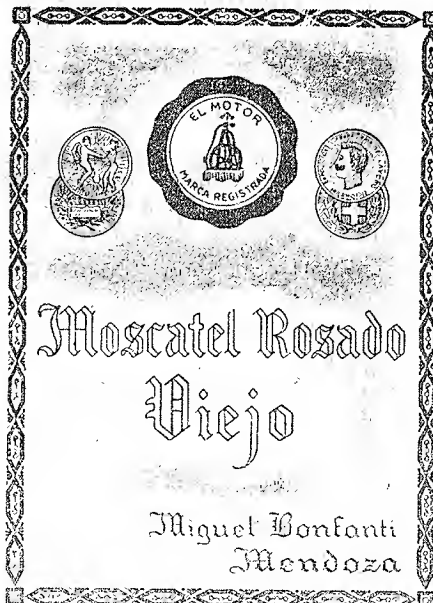 EL MOTOR
MARCA REGISTRADA
Moscatel Rosado
Viejo
Miguel Bonfanti
Mendoza